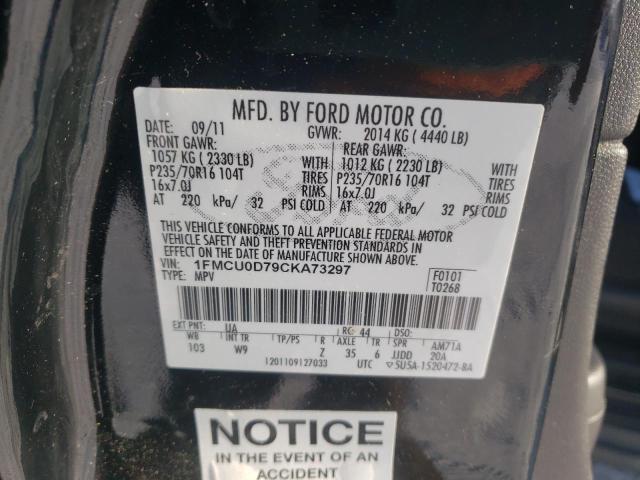 MFD. BY FORD MOTOR CO.
DATE: 09/11 GVWR: 2014 KG ( 4440 LB)
FRONT GAWR: REAR GAWR:
1057 KG ( 2330 LB) WITH 1012 KG ( 2230 LB) WITH
P235/70R16 104T TIRES P235/70R16 104T TIRES
16x7.0J RIMS 16x7.0J RIMS
AT 220 kPa/ 32 PSI COLD AT 220 kPa/ 32 PSI COLD
THIS VEHICLE CONFORMS TO ALL APPLICABLE FEDERAL MOTOR
VEHICLE SAFETY AND THEFT PREVENTION STANDARDS IN
EFFECT ON THE DATE OF MANUFACTURE SHOWN ABOVE.
VIN: 1FMCU0D79CKA73297 F0101
TYPE: MPV T0268
EXT PNT: UA RC: 44 DSO:
WB INT TR TP/PS R AXLE TR SPR AM71A
103 W9 Z 35 6 JJDD 20A
1201109127033 UTC 5U5A-1520472-BA
Ford
NOTICE
IN THE EVENT OF AN
ACCIDENT